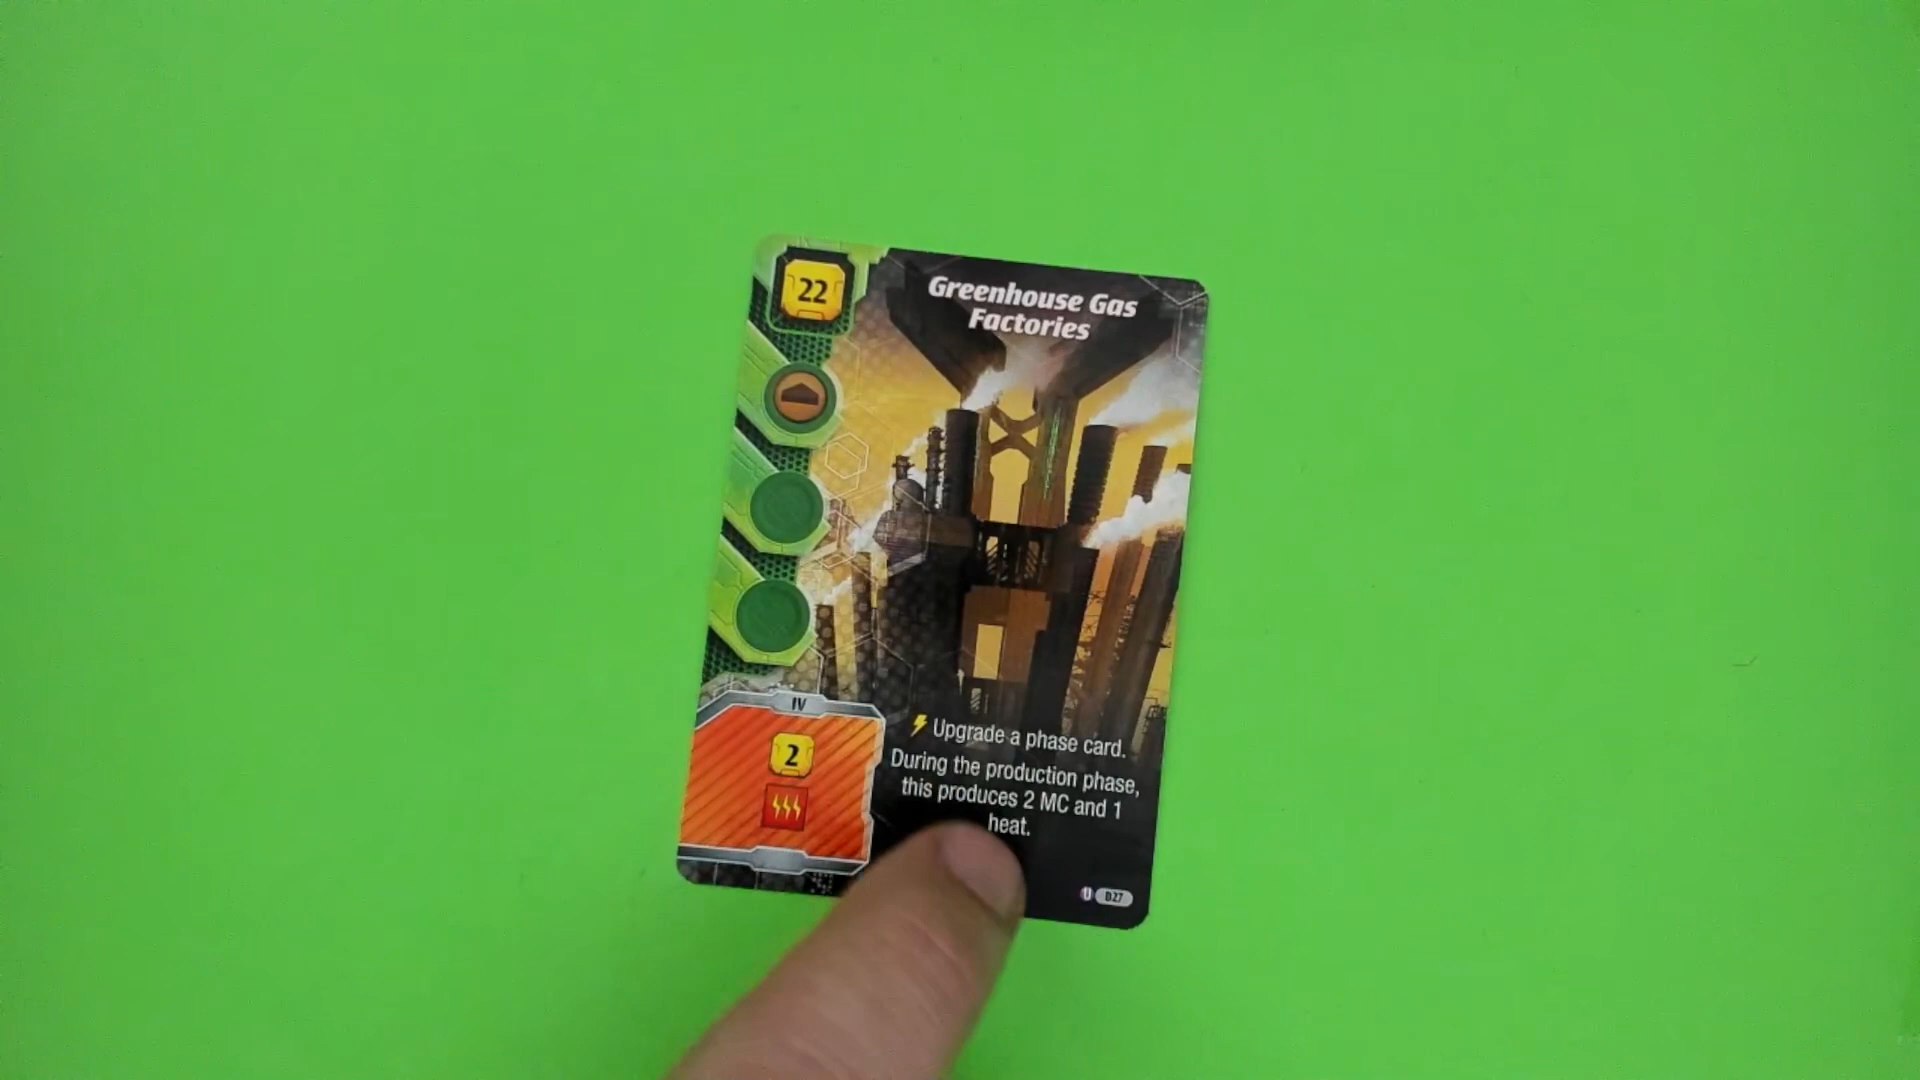 22
Greenhouse Gas
Factories
IV
2
Upgrade a phase card.
During the production phase,
this produces 2 MC and 1
heat.
U D27